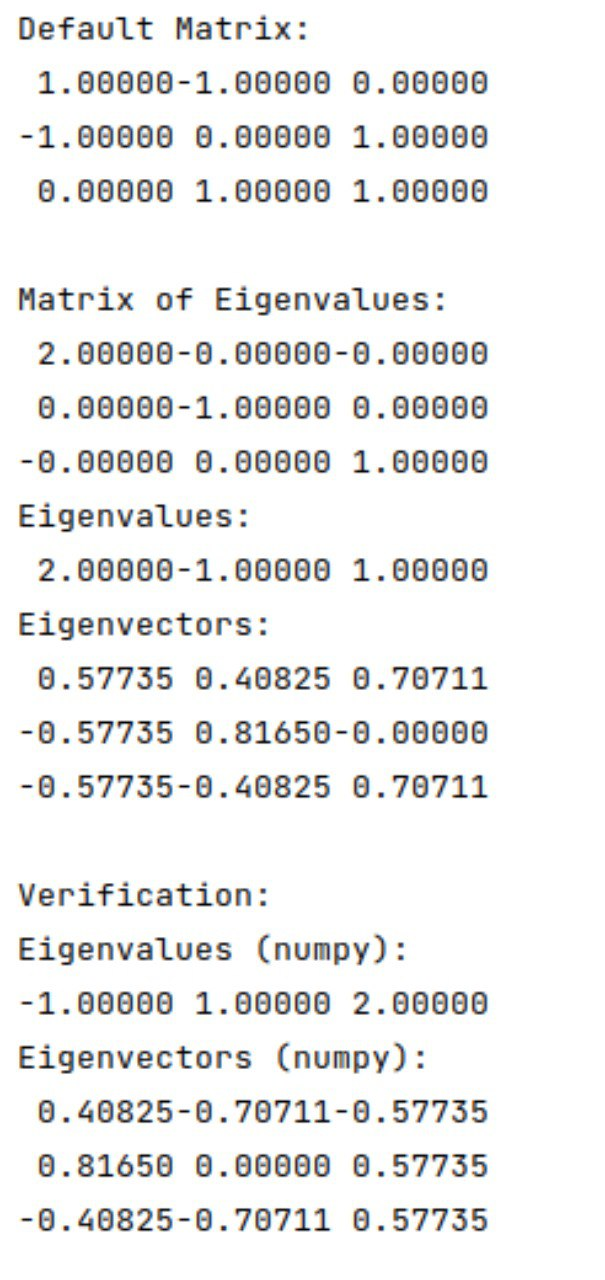 Default Matrix:
 1.00000-1.00000 0.00000
-1.00000 0.00000 1.00000
 0.00000 1.00000 1.00000

Matrix of Eigenvalues:
 2.00000-0.00000-0.00000
 0.00000-1.00000 0.00000
-0.00000 0.00000 1.00000
Eigenvalues:
 2.00000-1.00000 1.00000
Eigenvectors:
 0.57735 0.40825 0.70711
-0.57735 0.81650-0.00000
-0.57735-0.40825 0.70711

Verification:
Eigenvalues (numpy):
-1.00000 1.00000 2.00000
Eigenvectors (numpy):
 0.40825-0.70711-0.57735
 0.81650 0.00000 0.57735
-0.40825-0.70711 0.57735